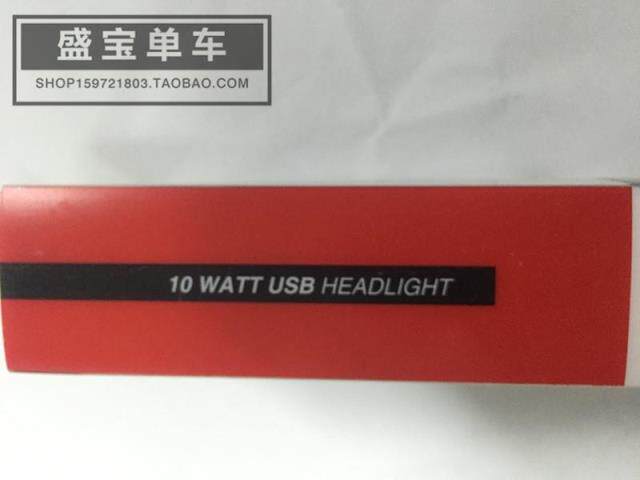 盛宝单车
SHOP159721803.TAOBAO.COM
10 WATT USB HEADLIGHT